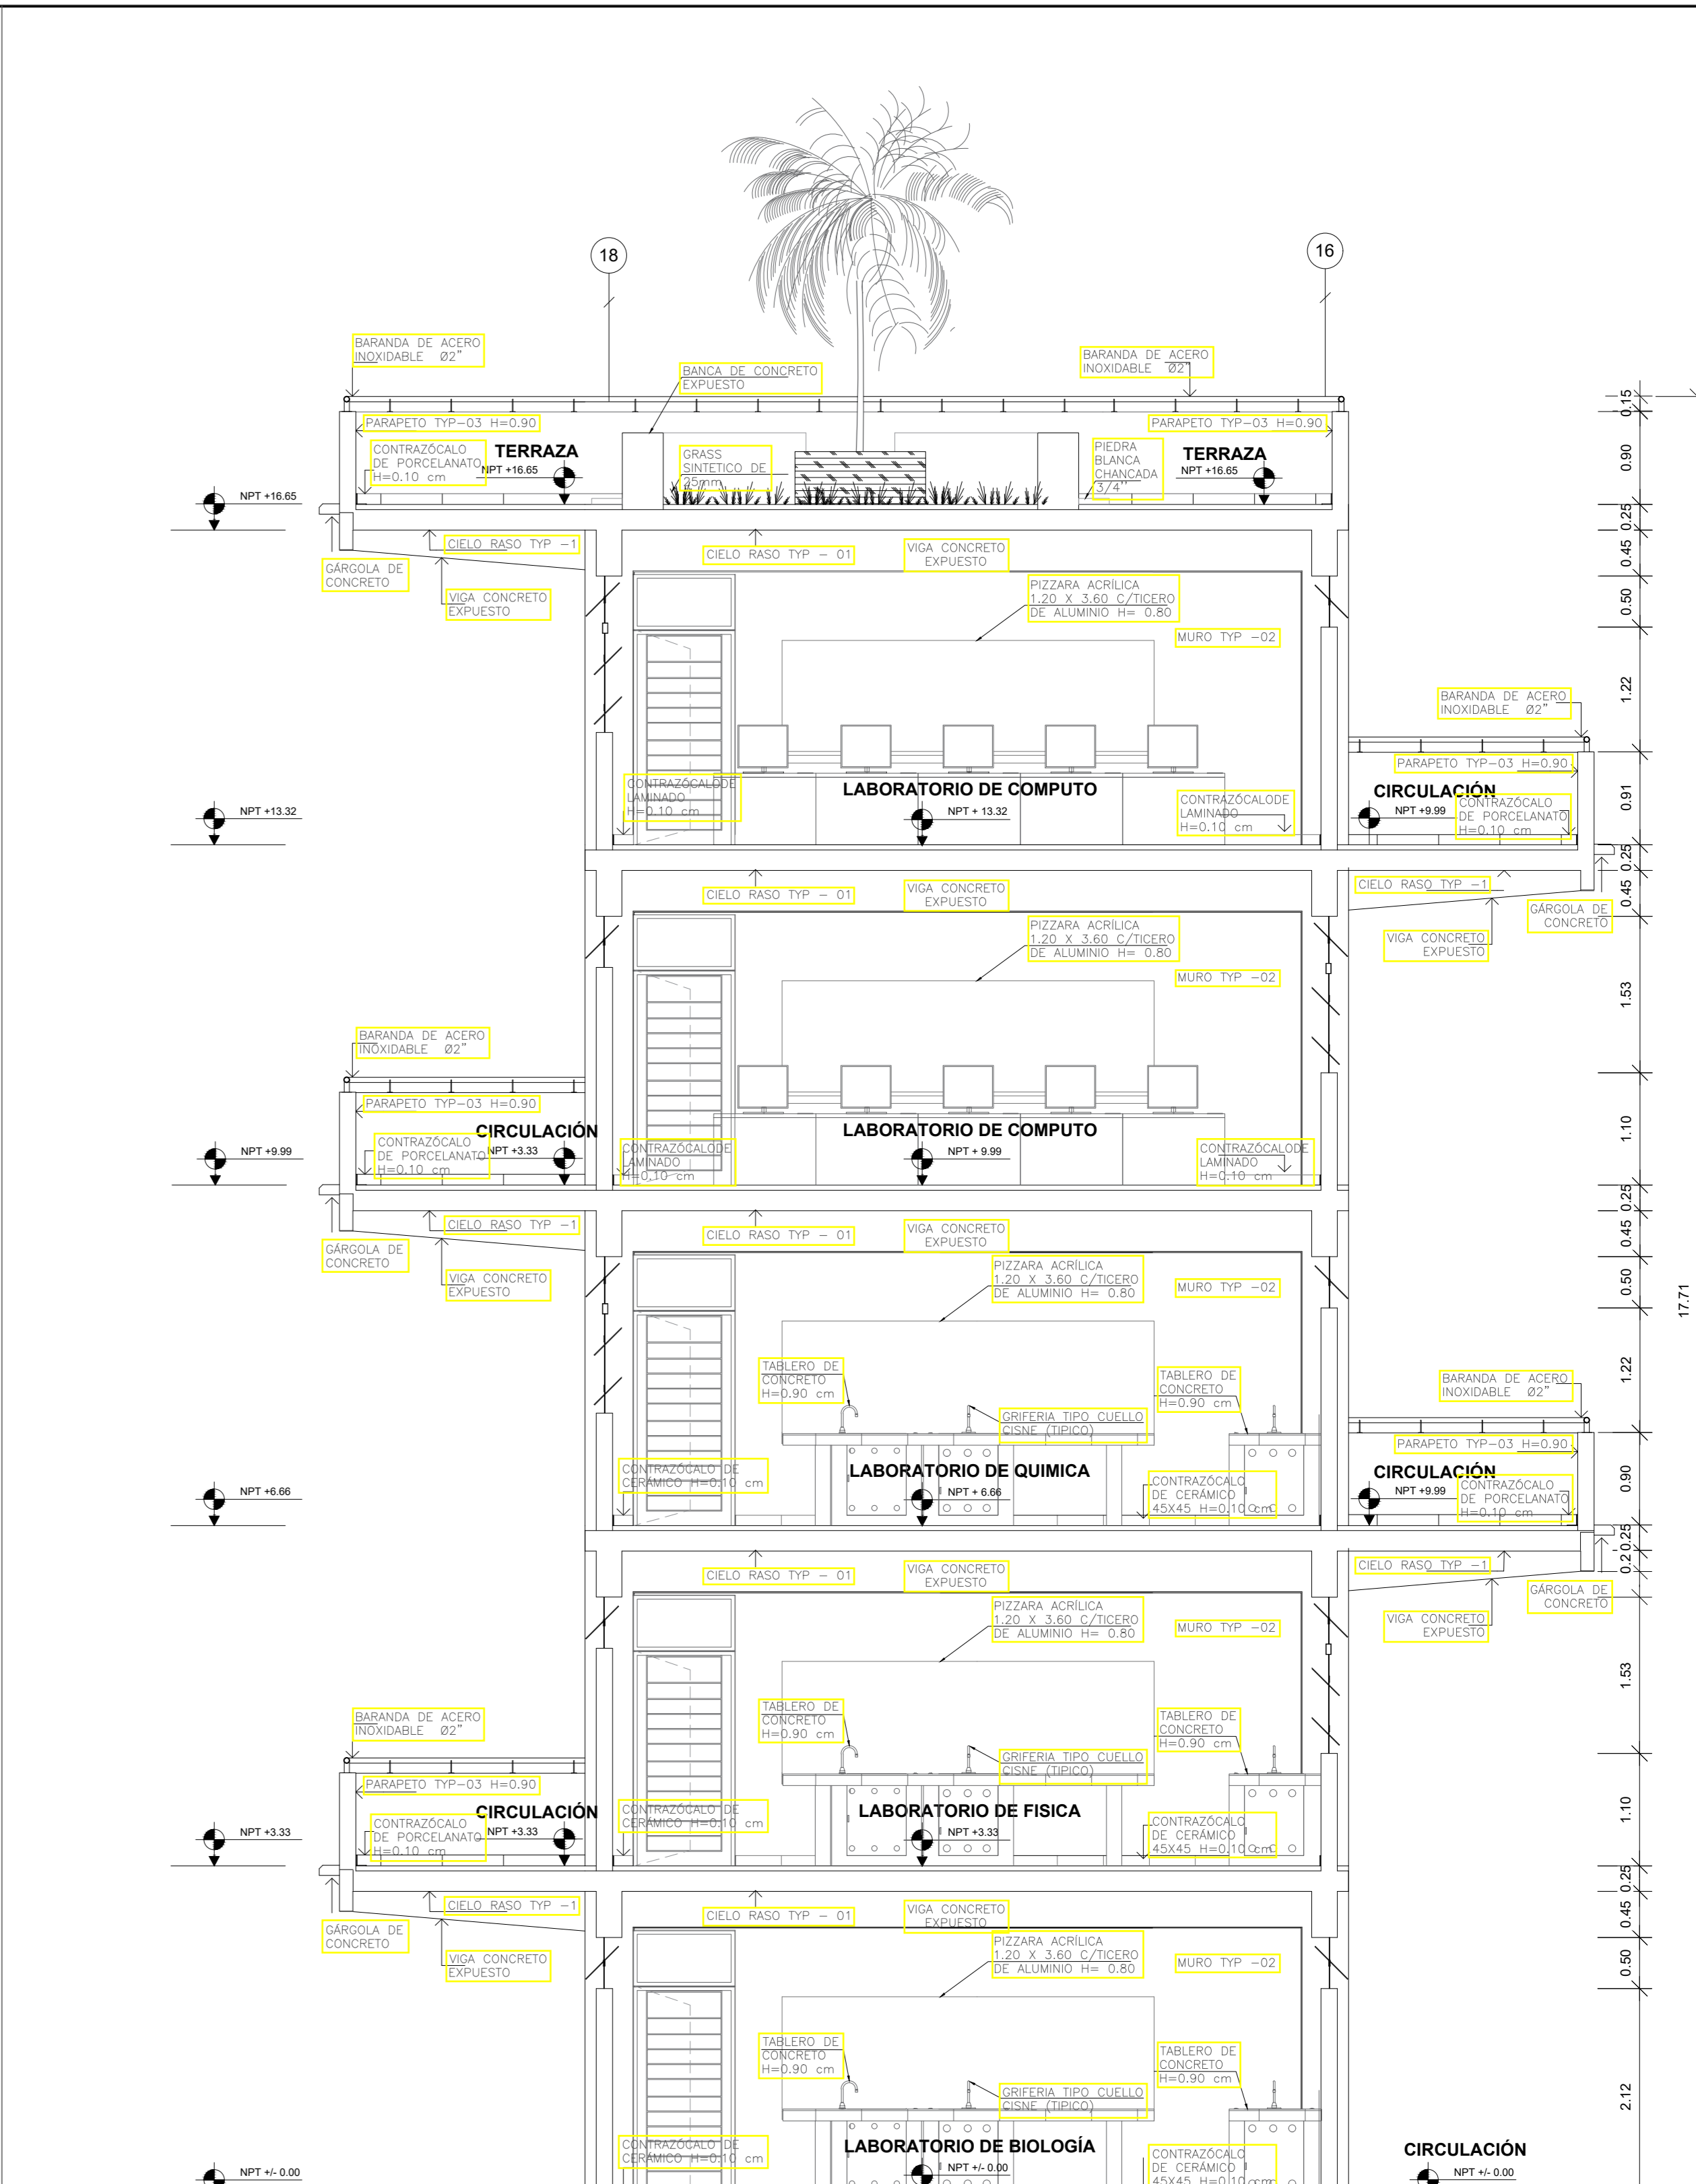 18
16
BARANDA DE ACERO
INOXIDABLE Ø2"
BANCA DE CONCRETO
EXPUESTO
BARANDA DE ACERO
INOXIDABLE Ø2"
0.15
PARAPETO TYP-03 H=0.90
PARAPETO TYP-03 H=0.90
CONTRAZÓCALO
DE PORCELANATO
H=0.10 cm
TERRAZA
NPT +16.65
GRASS
SINTETICO DE
25mm
PIEDRA
BLANCA
CHANCADA
3/4"
TERRAZA
NPT +16.65
0.90
NPT +16.65
0.25
CIELO RASO TYP -1
CIELO RASO TYP - 01
VIGA CONCRETO
EXPUESTO
0.45
GÁRGOLA DE
CONCRETO
VIGA CONCRETO
EXPUESTO
PIZZARA ACRÍLICA
1.20 X 3.60 C/TICERO
DE ALUMINIO H= 0.80
0.50
MURO TYP -02
1.22
BARANDA DE ACERO
INOXIDABLE Ø2"
PARAPETO TYP-03 H=0.90
CONTRAZÓCALODE
LAMINADO
H=0.10 cm
LABORATORIO DE COMPUTO
NPT + 13.32
CONTRAZÓCALODE
LAMINADO
H=0.10 cm
CIRCULACIÓN
NPT +9.99
CONTRAZÓCALO
DE PORCELANATO
H=0.10 cm
0.91
NPT +13.32
0.25
CIELO RASO TYP - 01
VIGA CONCRETO
EXPUESTO
CIELO RASO TYP -1
0.45
GÁRGOLA DE
CONCRETO
PIZZARA ACRÍLICA
1.20 X 3.60 C/TICERO
DE ALUMINIO H= 0.80
VIGA CONCRETO
EXPUESTO
MURO TYP -02
1.53
BARANDA DE ACERO
INOXIDABLE Ø2"
PARAPETO TYP-03 H=0.90
CIRCULACIÓN
NPT +3.33
CONTRAZÓCALO
DE PORCELANATO
H=0.10 cm
LABORATORIO DE COMPUTO
NPT + 9.99
CONTRAZÓCALODE
LAMINADO
H=0.10 cm
CONTRAZÓCALODE
LAMINADO
H=0.10 cm
1.10
NPT +9.99
0.25
CIELO RASO TYP -1
CIELO RASO TYP - 01
VIGA CONCRETO
EXPUESTO
0.45
GÁRGOLA DE
CONCRETO
VIGA CONCRETO
EXPUESTO
PIZZARA ACRÍLICA
1.20 X 3.60 C/TICERO
DE ALUMINIO H= 0.80
MURO TYP -02
0.50
17.71
1.22
TABLERO DE
CONCRETO
H=0.90 cm
TABLERO DE
CONCRETO
H=0.90 cm
BARANDA DE ACERO
INOXIDABLE Ø2"
GRIFERIA TIPO CUELLO
CISNE (TIPICO)
PARAPETO TYP-03 H=0.90
CONTRAZÓCALO DE
CERÁMICO H=0.10 cm
LABORATORIO DE QUIMICA
NPT + 6.66
CONTRAZÓCALO
DE CERÁMICO
45X45 H=0.10 cm
CIRCULACIÓN
NPT +9.99
CONTRAZÓCALO
DE PORCELANATO
H=0.10 cm
0.90
NPT +6.66
0.25
CIELO RASO TYP - 01
VIGA CONCRETO
EXPUESTO
CIELO RASO TYP -1
0.2
GÁRGOLA DE
CONCRETO
PIZZARA ACRÍLICA
1.20 X 3.60 C/TICERO
DE ALUMINIO H= 0.80
VIGA CONCRETO
EXPUESTO
MURO TYP -02
1.53
BARANDA DE ACERO
INOXIDABLE Ø2"
TABLERO DE
CONCRETO
H=0.90 cm
TABLERO DE
CONCRETO
H=0.90 cm
GRIFERIA TIPO CUELLO
CISNE (TIPICO)
PARAPETO TYP-03 H=0.90
CIRCULACIÓN
NPT +3.33
CONTRAZÓCALO
DE PORCELANATO
H=0.10 cm
CONTRAZÓCALO DE
CERÁMICO H=0.10 cm
LABORATORIO DE FISICA
NPT +3.33
CONTRAZÓCALO
DE CERÁMICO
45X45 H=0.10 cm
1.10
NPT +3.33
0.25
CIELO RASO TYP -1
CIELO RASO TYP - 01
VIGA CONCRETO
EXPUESTO
0.45
GÁRGOLA DE
CONCRETO
VIGA CONCRETO
EXPUESTO
PIZZARA ACRÍLICA
1.20 X 3.60 C/TICERO
DE ALUMINIO H= 0.80
MURO TYP -02
0.50
TABLERO DE
CONCRETO
H=0.90 cm
TABLERO DE
CONCRETO
H=0.90 cm
GRIFERIA TIPO CUELLO
CISNE (TIPICO)
2.12
CONTRAZÓCALO DE
CERÁMICO H=0.10 cm
LABORATORIO DE BIOLOGÍA
NPT +/- 0.00
CONTRAZÓCALO
DE CERÁMICO
45X45 H=0.10 cm
CIRCULACIÓN
NPT +/- 0.00
NPT +/- 0.00